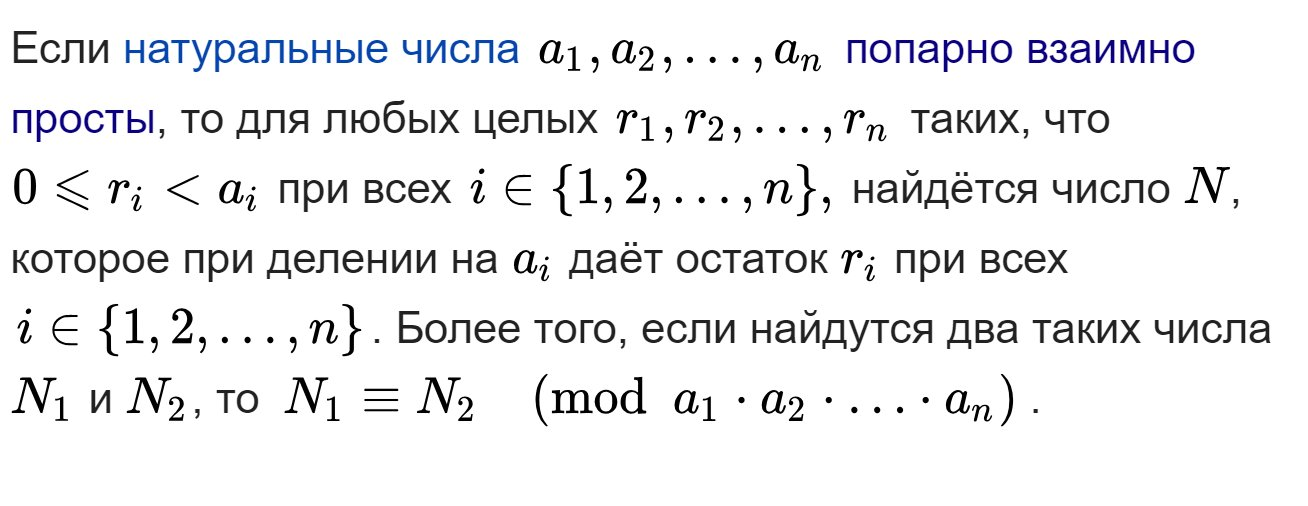 Если натуральные числа a₁, a₂, …, aₙ попарно взаимно
просты, то для любых целых r₁, r₂, …, rₙ таких, что
0 ⩽ rᵢ < aᵢ при всех i ∈ {1, 2, …, n}, найдётся число N,
которое при делении на aᵢ даёт остаток rᵢ при всех
i ∈ {1, 2, …, n}. Более того, если найдутся два таких числа
N₁ и N₂, то N₁ ≡ N₂ (mod a₁ · a₂ · … · aₙ).